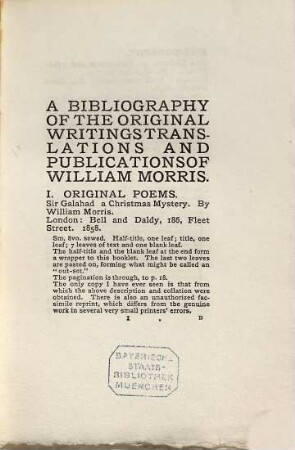 A BIBLIOGRAPHY
OF THE ORIGINAL
WRITINGS TRANS-
LATIONS AND
PUBLICATIONS OF
WILLIAM MORRIS.
I. ORIGINAL POEMS.
Sir Galahad a Christmas Mystery. By
William Morris.
London: Bell and Daldy, 186, Fleet
Street. 1858.
Sm. 8vo. sewed. Half-title, one leaf; title, one
leaf; 7 leaves of text and one blank leaf.
The half-title and the blank leaf at the end form
a wrapper to this booklet. The last two leaves
are pasted on, forming what might be called an
"out-set."
The pagination is through, to p. 18.
The only copy I have ever seen is that from
which the above description and collation were
obtained. There is also an unauthorized fac-
simile reprint, which differs from the genuine
work in several very small printers' errors.
I B
BAYERISCHE
STAATS-
BIBLIOTHEK
MUENCHEN